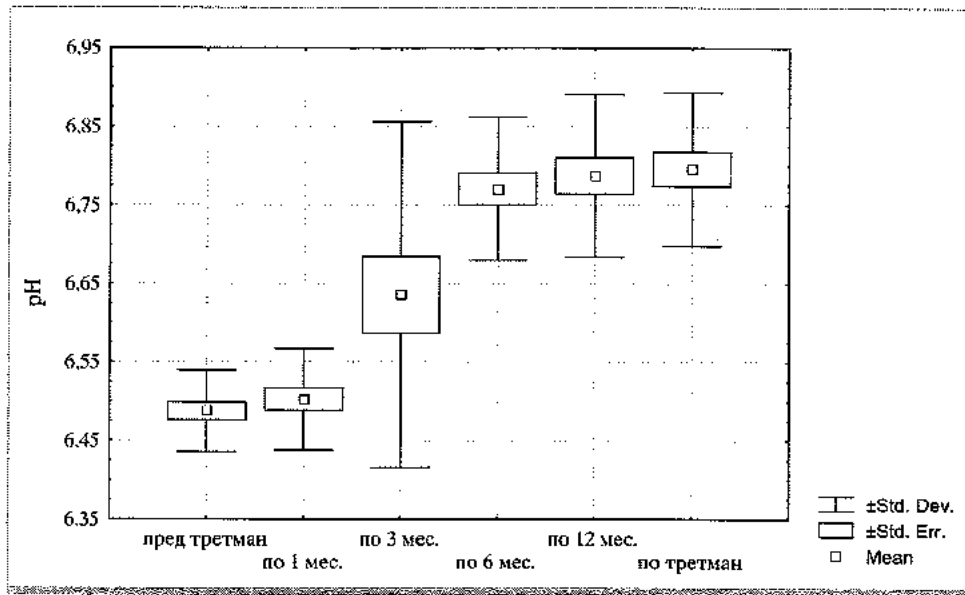 6,95
6,85
6,75
6,65
6,55
6,45
6.35
pH
пред третман
по 1 мес.
по 3 мес.
по 6 мес.
по 12 мес.
по третман
±Std. Dev.
±Std. Err.
Mean